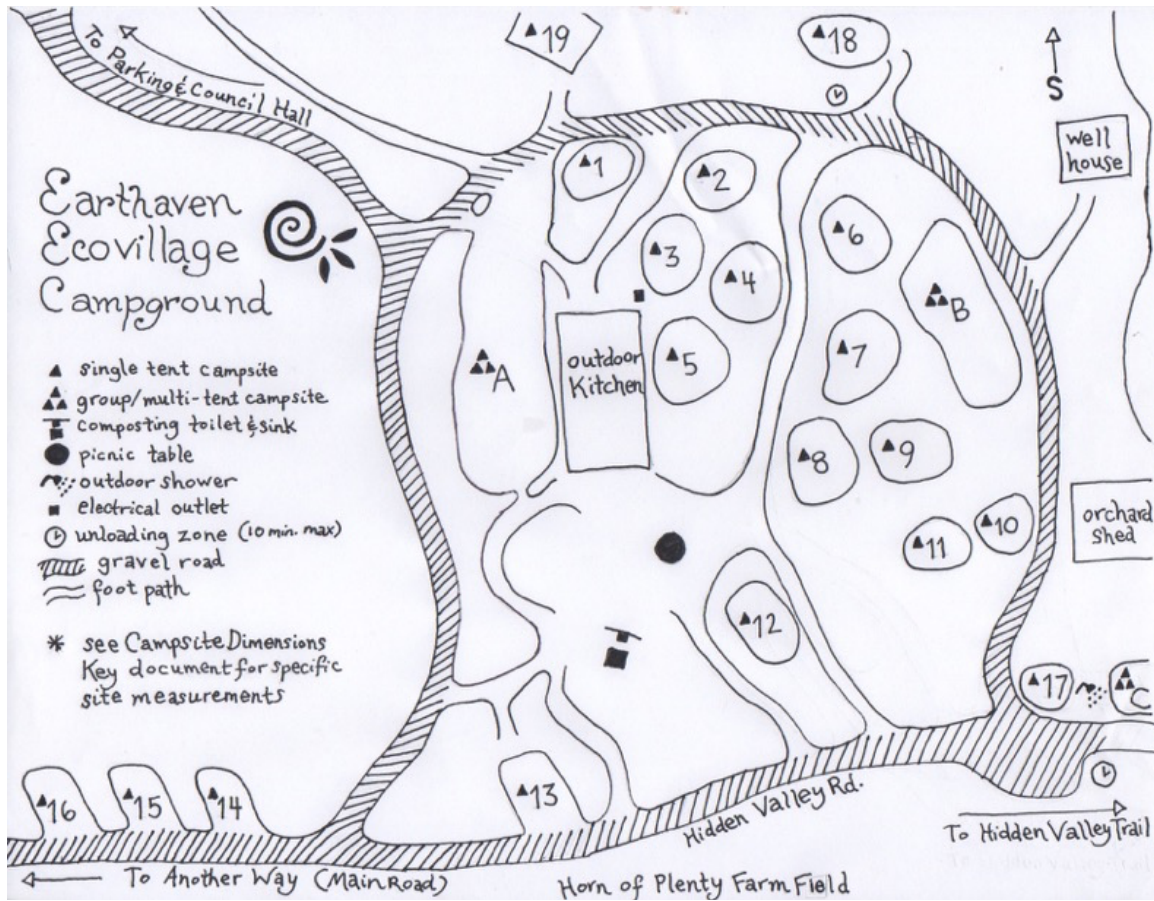 19
18
S
To Parking & Council Hall
well
house
1
2
Earthaven
Ecovillage
Campground
3
4
6
B
5
7
outdoor
Kitchen
A
single tent campsite
group/multi-tent campsite
composting toilet & sink
picnic table
outdoor shower
electrical outlet
unloading zone (10 min. max)
gravel road
foot path
8
9
10
11
orchard
shed
12
* see Campsite Dimensions
Key document for specific
site measurements
17
C
16
15
14
13
Hidden Valley Rd.
To Hidden Valley Trail
To Another Way (Main Road)
Horn of Plenty Farm Field